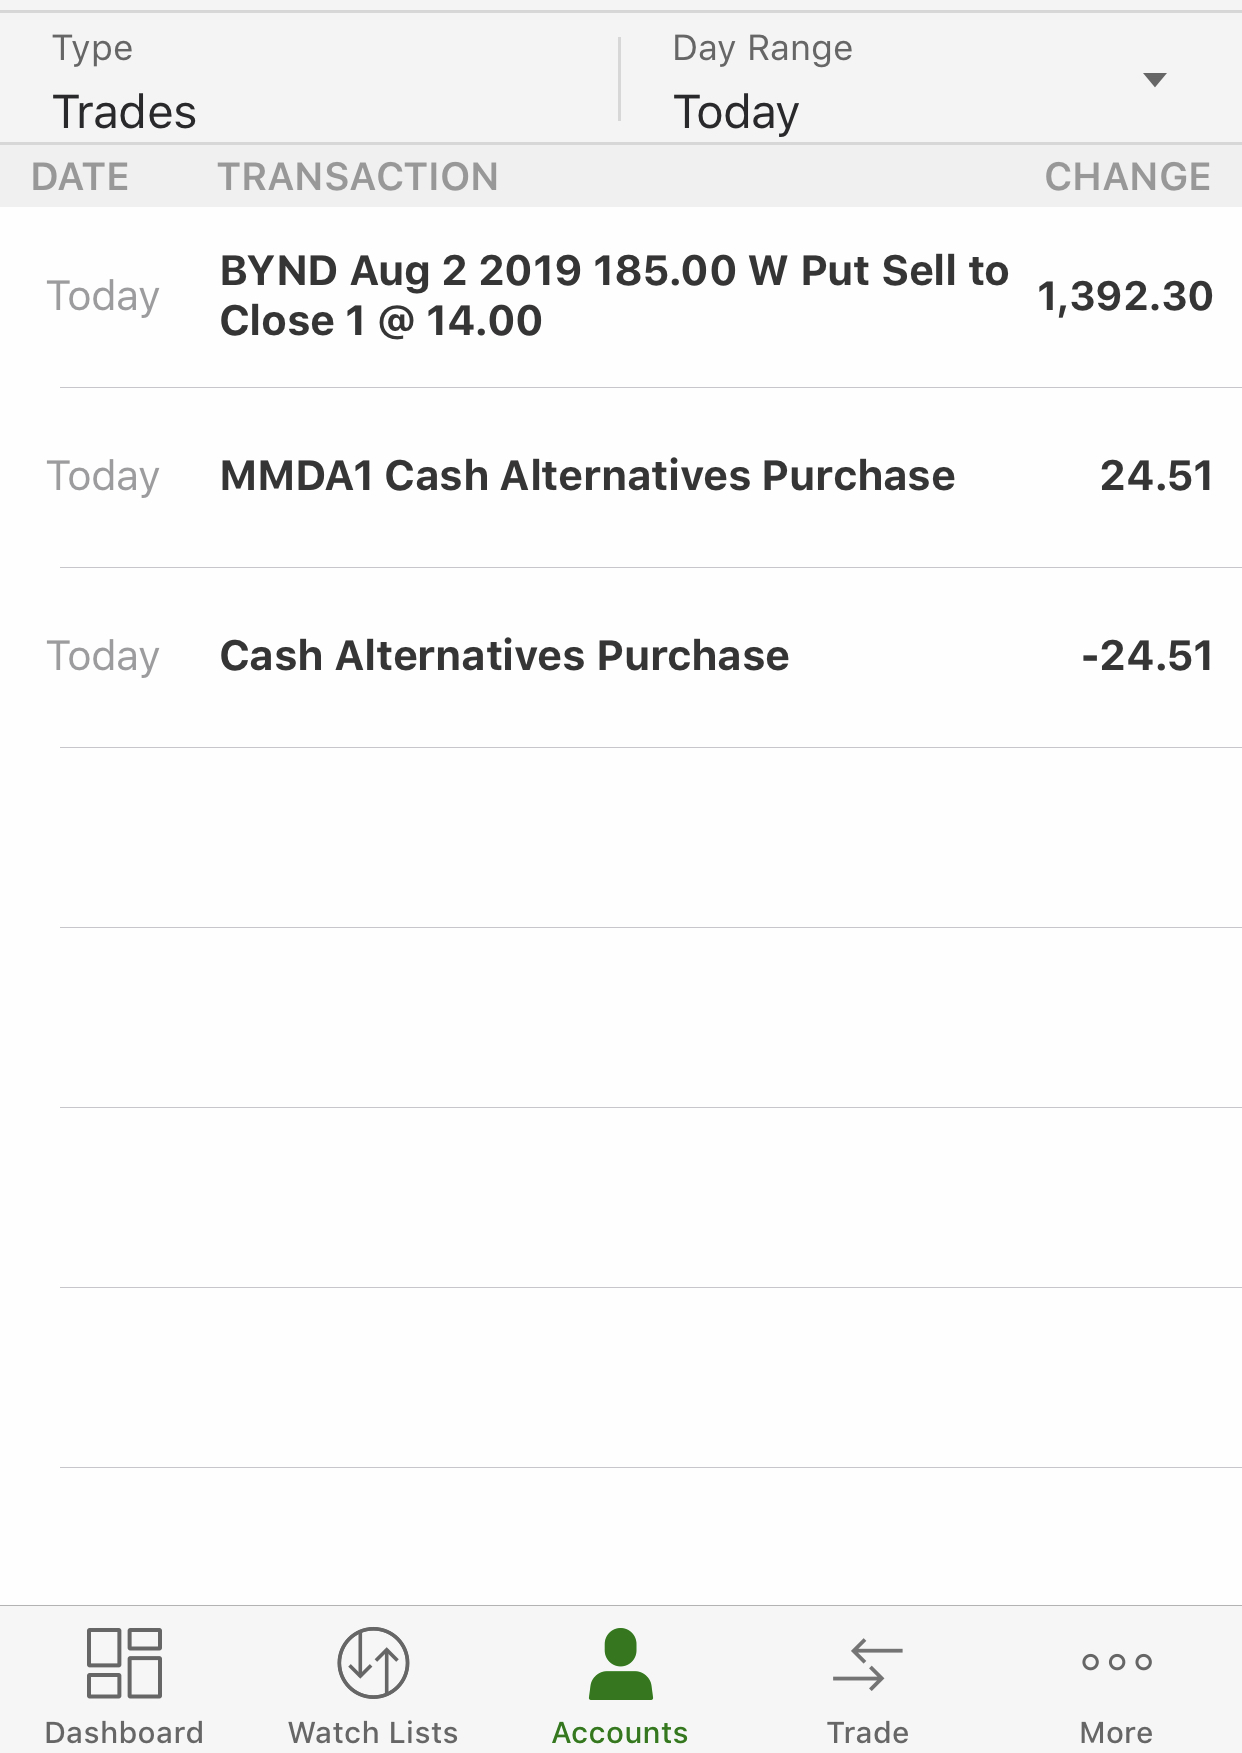 Type
Day Range
Trades
Today
DATE TRANSACTION CHANGE
Today
BYND Aug 2 2019 185.00 W Put Sell to
Close 1 @ 14.00
1,392.30
Today MMDA1 Cash Alternatives Purchase 24.51
Today Cash Alternatives Purchase -24.51
Dashboard Watch Lists Accounts Trade More